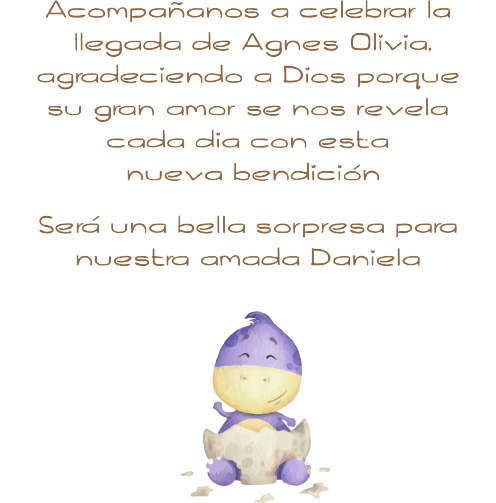 Acompañanos a celebrar la
llegada de Agnes Olivia,
agradeciendo a Dios porque
su gran amor se nos revela
cada dia con esta
nueva bendición
Será una bella sorpresa para
nuestra amada Daniela